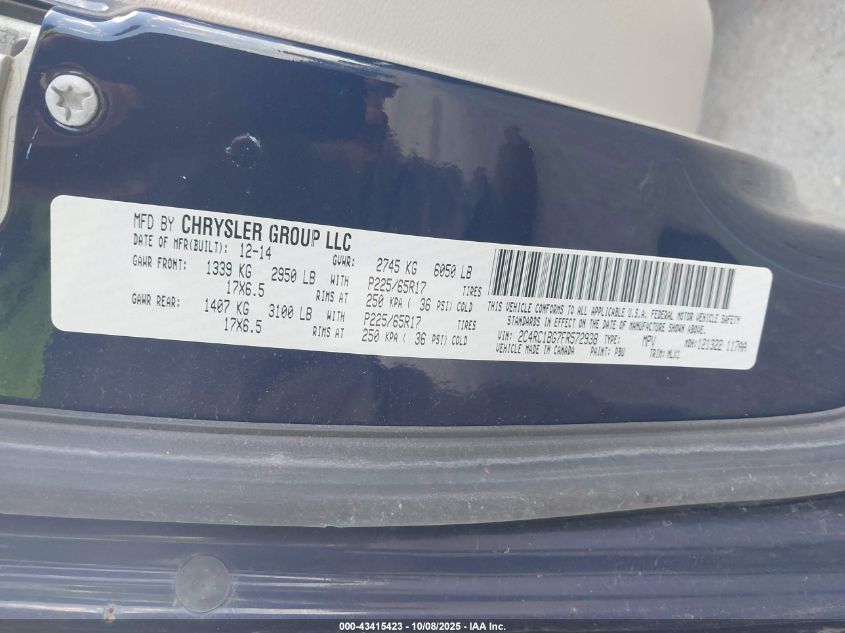 MFD BY CHRYSLER GROUP LLC
DATE OF MFR(BUILT): 12-14 GVWR: 2745 KG 6050 LB
GAWR FRONT: 1339 KG 2950 LB WITH P225/65R17 TIRES
17X6.5 RIMS AT 250 KPA ( 36 PSI) COLD
GAWR REAR: 1407 KG 3100 LB WITH P225/65R17 TIRES
17X6.5 RIMS AT 250 KPA ( 36 PSI) COLD
THIS VEHICLE CONFORMS TO ALL APPLICABLE U.S.A. FEDERAL MOTOR VEHICLE SAFETY
STANDARDS IN EFFECT ON THE DATE OF MANUFACTURE SHOWN ABOVE.
VIN: 2C4RC1BG7FR572938 TYPE: MPV MDH: 121322 117AA
VEHICLE MADE IN CANADA PAINT: PBU TRIM: MLX1
000-43415423 - 10/08/2025 - IAA Inc.